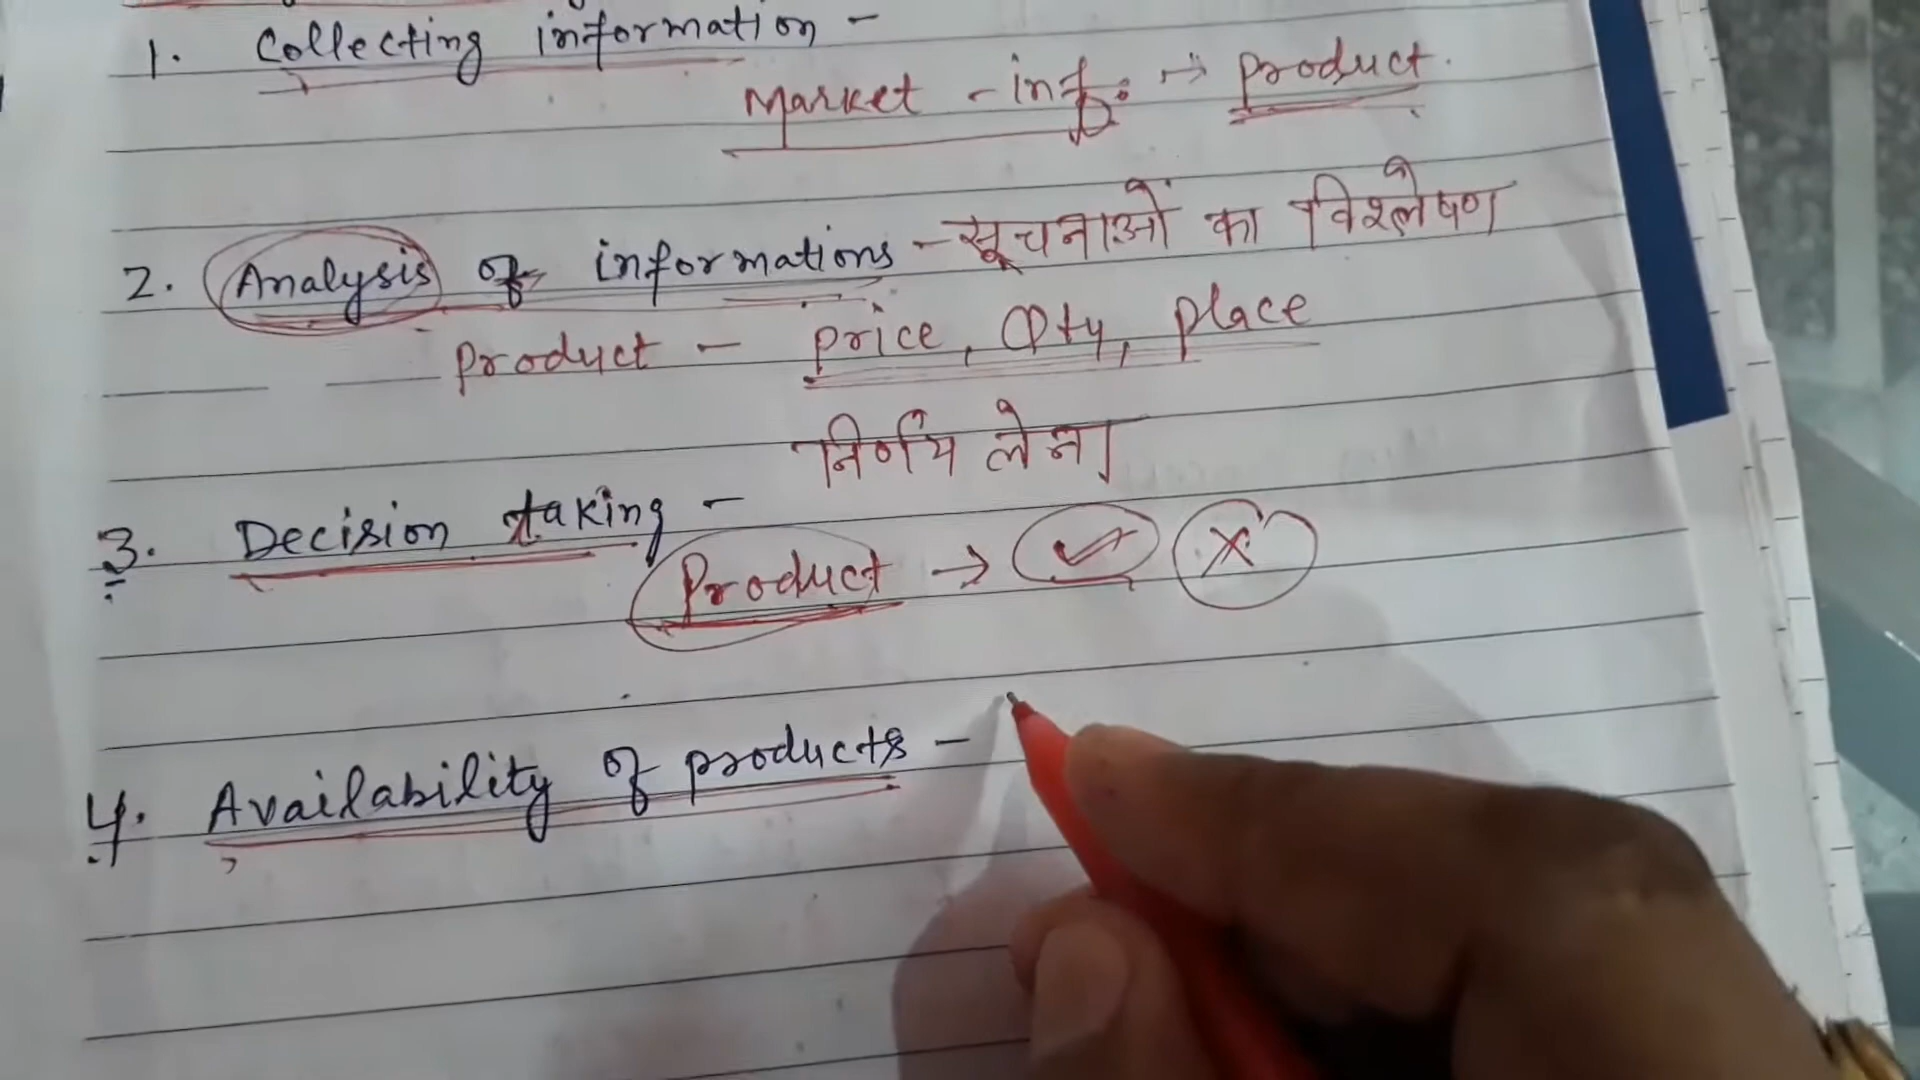 1. Collecting information -
Market - inf. → Product.
2. Analysis of informations - सूचनाओं का विश्लेषण
Product - Price, Qty, Place
निर्णय लेना
3. Decision taking -
Product → ✓ X
4. Availability of products -